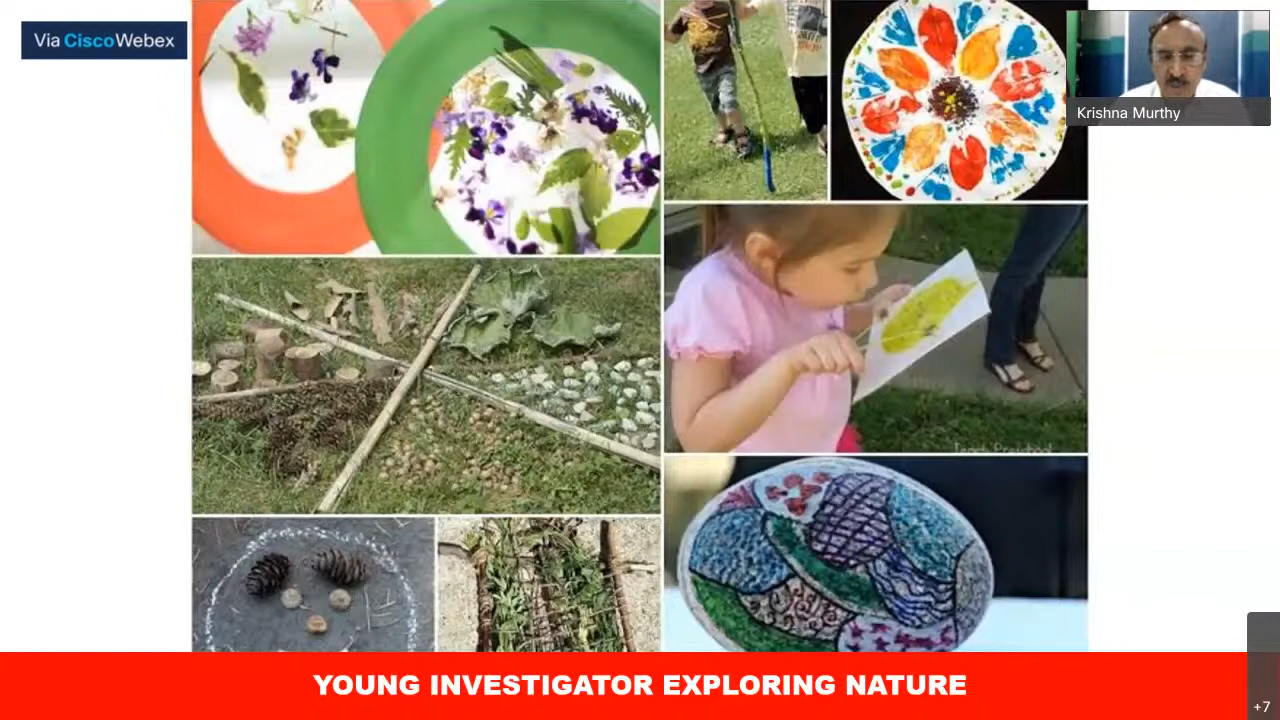 Via CiscoWebex
Krishna Murthy
YOUNG INVESTIGATOR EXPLORING NATURE
+7